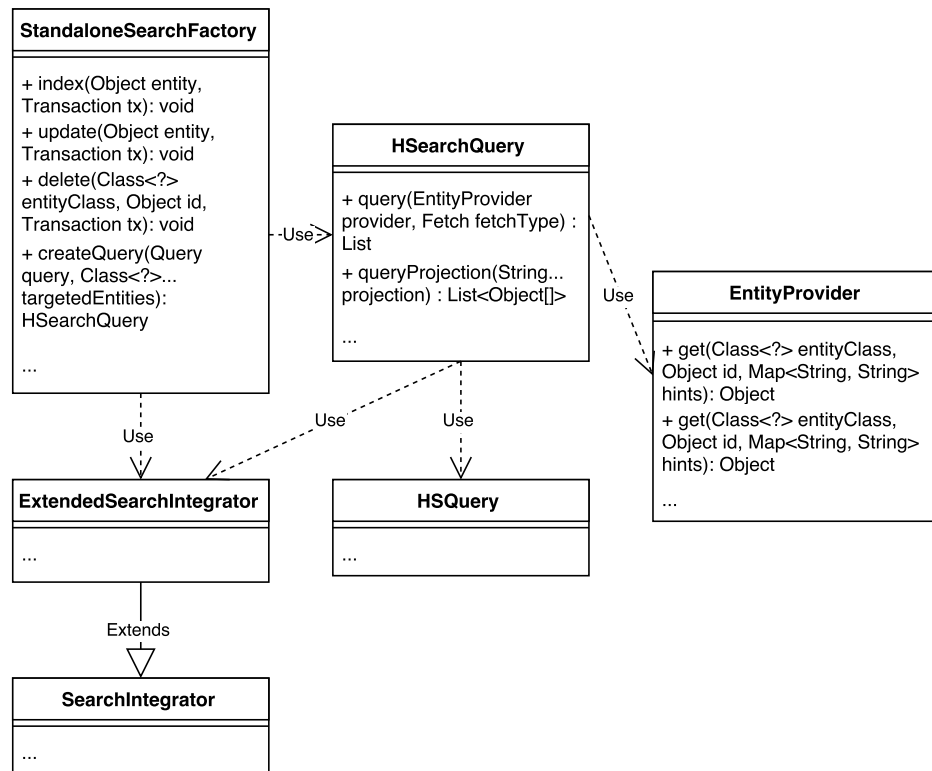 StandaloneSearchFactory
+ index(Object entity,
Transaction tx): void
+ update(Object entity,
Transaction tx): void
+ delete(Class<?>
entityClass, Object id,
Transaction tx): void
+ createQuery(Query
query, Class<?>...
targetedEntities):
HSearchQuery
...
Use
HSearchQuery
+ query(EntityProvider
provider, Fetch fetchType) :
List
+ queryProjection(String...
projection) : List<Object[]>
...
Use
EntityProvider
+ get(Class<?> entityClass,
Object id, Map<String, String>
hints): Object
+ get(Class<?> entityClass,
Object id, Map<String, String>
hints): Object
...
Use
Use
Use
ExtendedSearchIntegrator
...
HSQuery
...
Extends
SearchIntegrator
...